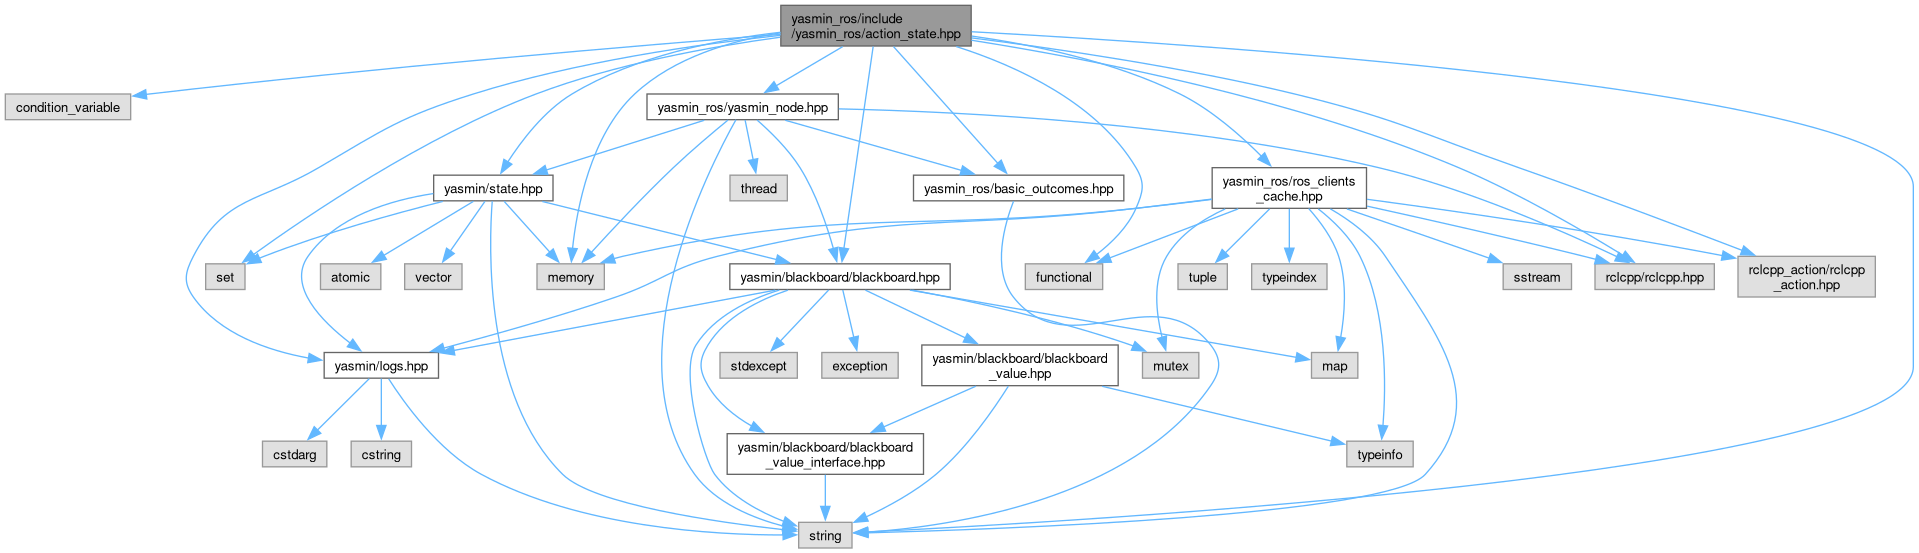 yasmin_ros/include
/yasmin_ros/action_state.hpp
condition_variable
yasmin_ros/yasmin_node.hpp
yasmin/state.hpp
thread
yasmin_ros/basic_outcomes.hpp
yasmin_ros/ros_clients
_cache.hpp
set
atomic
vector
memory
yasmin/blackboard/blackboard.hpp
functional
tuple
typeindex
sstream
rclcpp/rclcpp.hpp
rclcpp_action/rclcpp
_action.hpp
yasmin/logs.hpp
stdexcept
exception
yasmin/blackboard/blackboard
_value.hpp
mutex
map
cstdarg
cstring
yasmin/blackboard/blackboard
_value_interface.hpp
typeinfo
string